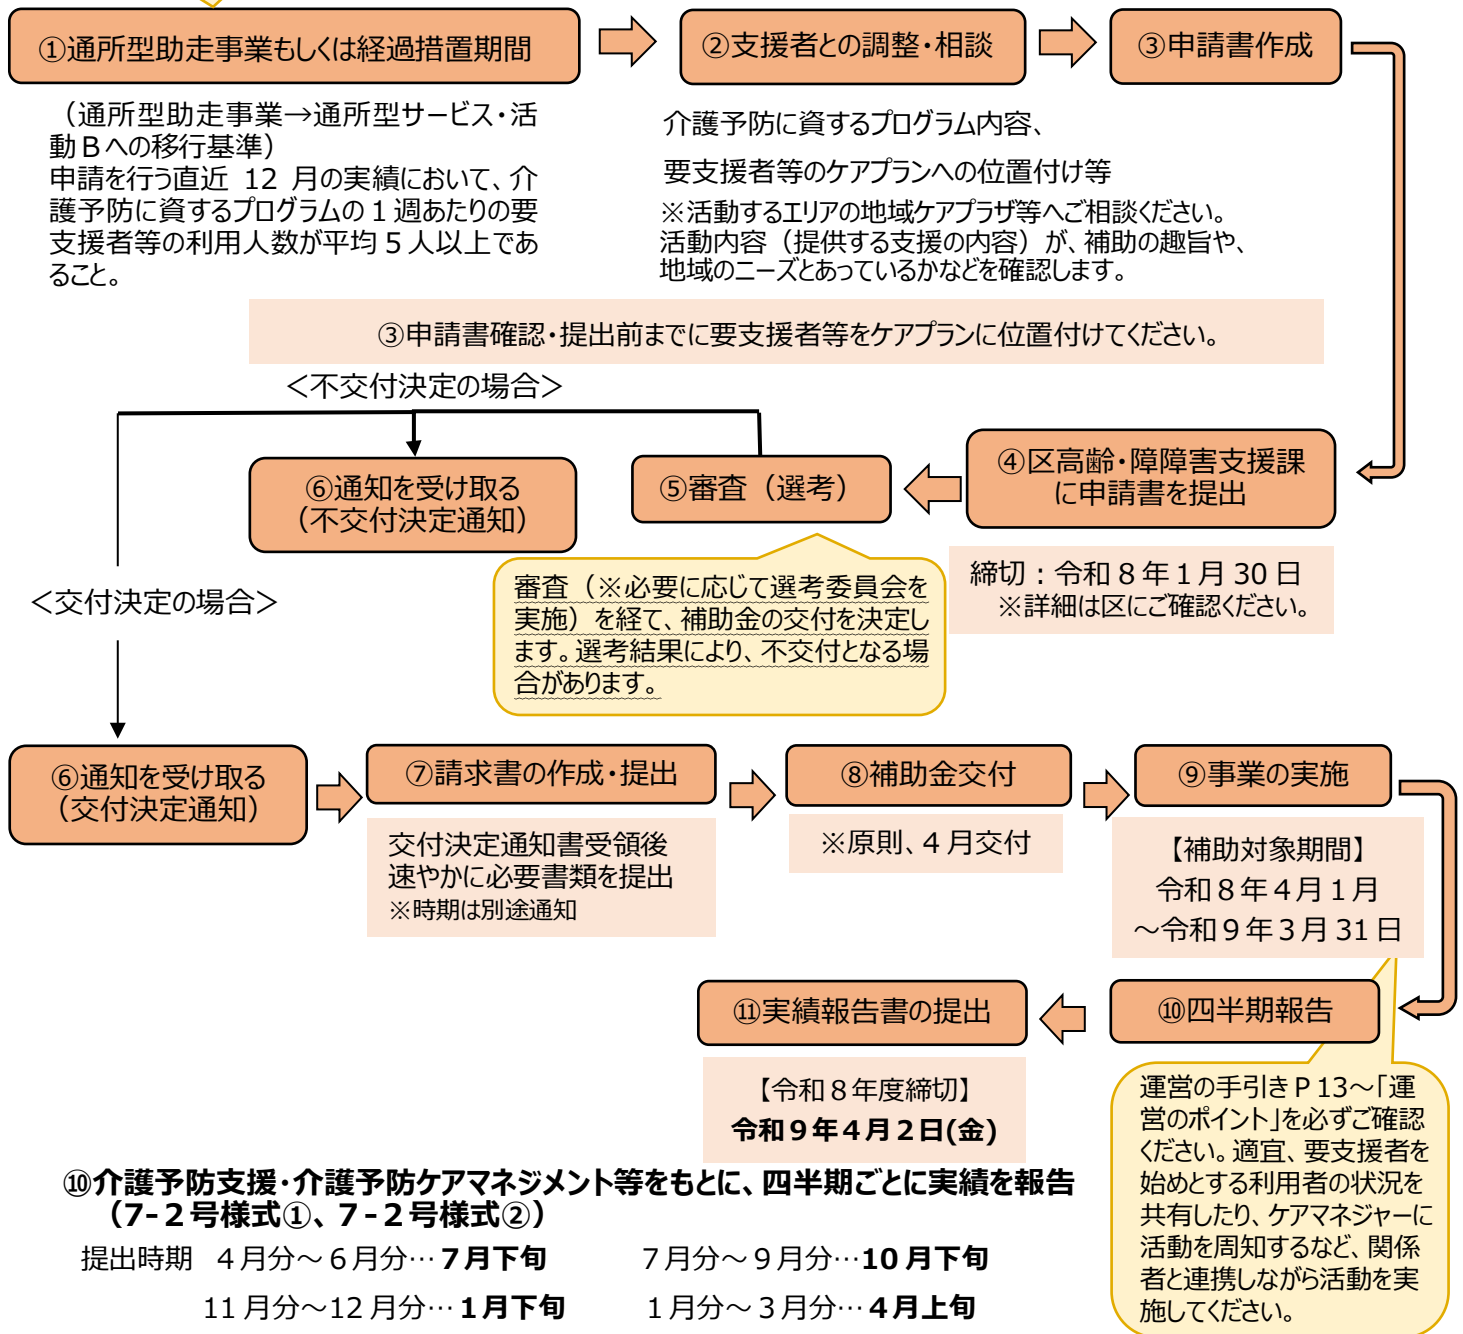 ①通所型助走事業もしくは経過措置期間
②支援者との調整・相談
③申請書作成
（通所型助走事業→通所型サービス・活
動Ｂへの移行基準）
申請を行う直近 12 月の実績において、介
護予防に資するプログラムの１週あたりの要
支援者等の利用人数が平均５人以上であ
ること。
介護予防に資するプログラム内容、
要支援者等のケアプランへの位置付け等
※活動するエリアの地域ケアプラザ等へご相談ください。
活動内容（提供する支援の内容）が、補助の趣旨や、
地域のニーズとあっているかなどを確認します。
③申請書確認・提出前までに要支援者等をケアプランに位置付けてください。
＜不交付決定の場合＞
④区高齢・障障害支援課
に申請書を提出
⑤審査（選考）
⑥通知を受け取る
（不交付決定通知）
締切：令和８年１月 30 日
※詳細は区にご確認ください。
審査（※必要に応じて選考委員会を
実施）を経て、補助金の交付を決定し
ます。選考結果により、不交付となる場
合があります。
＜交付決定の場合＞
⑥通知を受け取る
（交付決定通知）
⑦請求書の作成・提出
⑧補助金交付
⑨事業の実施
交付決定通知書受領後
速やかに必要書類を提出
※時期は別途通知
※原則、４月交付
【補助対象期間】
令和８年４月１月
～令和９年３月 31 日
⑩四半期報告
⑪実績報告書の提出
【令和８年度締切】
令和９年４月２日(金)
運営の手引きＰ13～「運
営のポイント」を必ずご確認
ください。適宜、要支援者を
始めとする利用者の状況を
共有したり、ケアマネジャーに
活動を周知するなど、関係
者と連携しながら活動を実
施してください。
⑩介護予防支援・介護予防ケアマネジメント等をもとに、四半期ごとに実績を報告
（７-２号様式①、７-２号様式②）
提出時期 ４月分～６月分…７月下旬 ７月分～９月分…10 月下旬
11 月分～12 月分…１月下旬 １月分～３月分…４月上旬